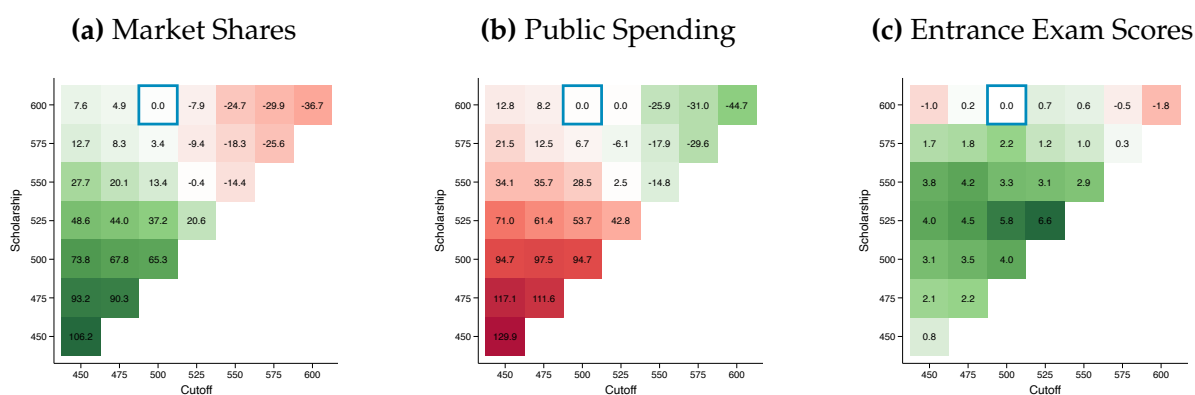 (a) Market Shares
600 7.6 4.9 0.0 -7.9 -24.7 -29.9 -36.7
575 12.7 8.3 3.4 -9.4 -18.3 -25.6
550 27.7 20.1 13.4 -0.4 -14.4
525 48.6 44.0 37.2 20.6
500 73.8 67.8 65.3
475 93.2 90.3
450 106.2
Scholarship
450 475 500 525 550 575 600
Cutoff
(b) Public Spending
600 12.8 8.2 0.0 0.0 -25.9 -31.0 -44.7
575 21.5 12.5 6.7 -6.1 -17.9 -29.6
550 34.1 35.7 28.5 2.5 -14.8
525 71.0 61.4 53.7 42.8
500 94.7 97.5 94.7
475 117.1 111.6
450 129.9
Scholarship
450 475 500 525 550 575 600
Cutoff
(c) Entrance Exam Scores
600 -1.0 0.2 0.0 0.7 0.6 -0.5 -1.8
575 1.7 1.8 2.2 1.2 1.0 0.3
550 3.8 4.2 3.3 3.1 2.9
525 4.0 4.5 5.8 6.6
500 3.1 3.5 4.0
475 2.1 2.2
450 0.8
Scholarship
450 475 500 525 550 575 600
Cutoff